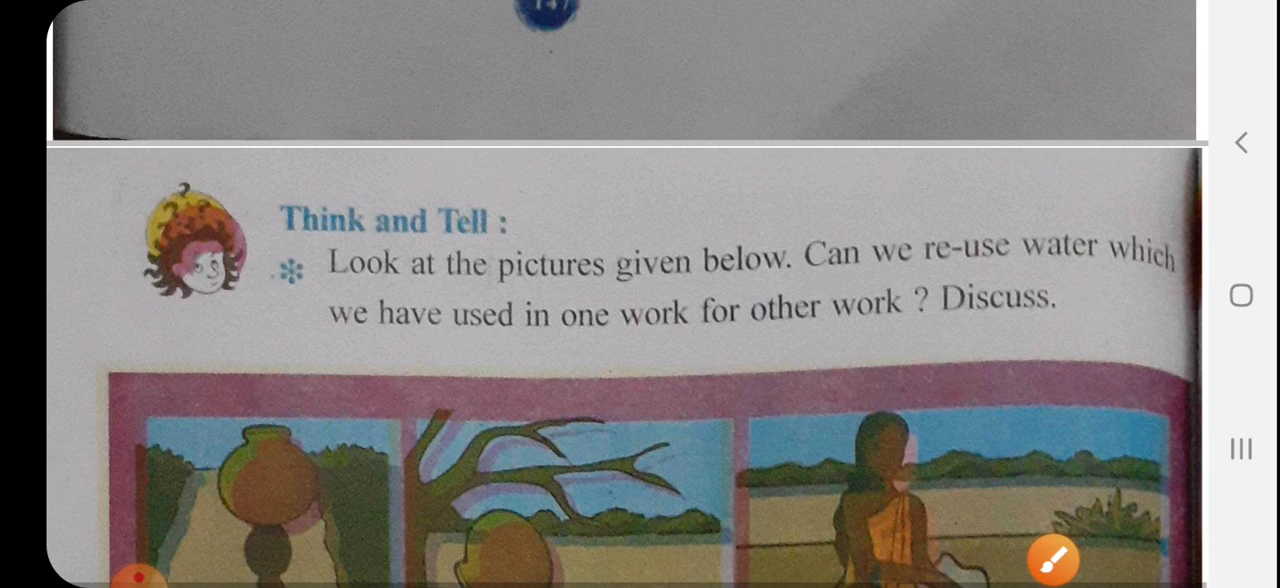 147
Think and Tell :
Look at the pictures given below. Can we re-use water which
we have used in one work for other work ? Discuss.